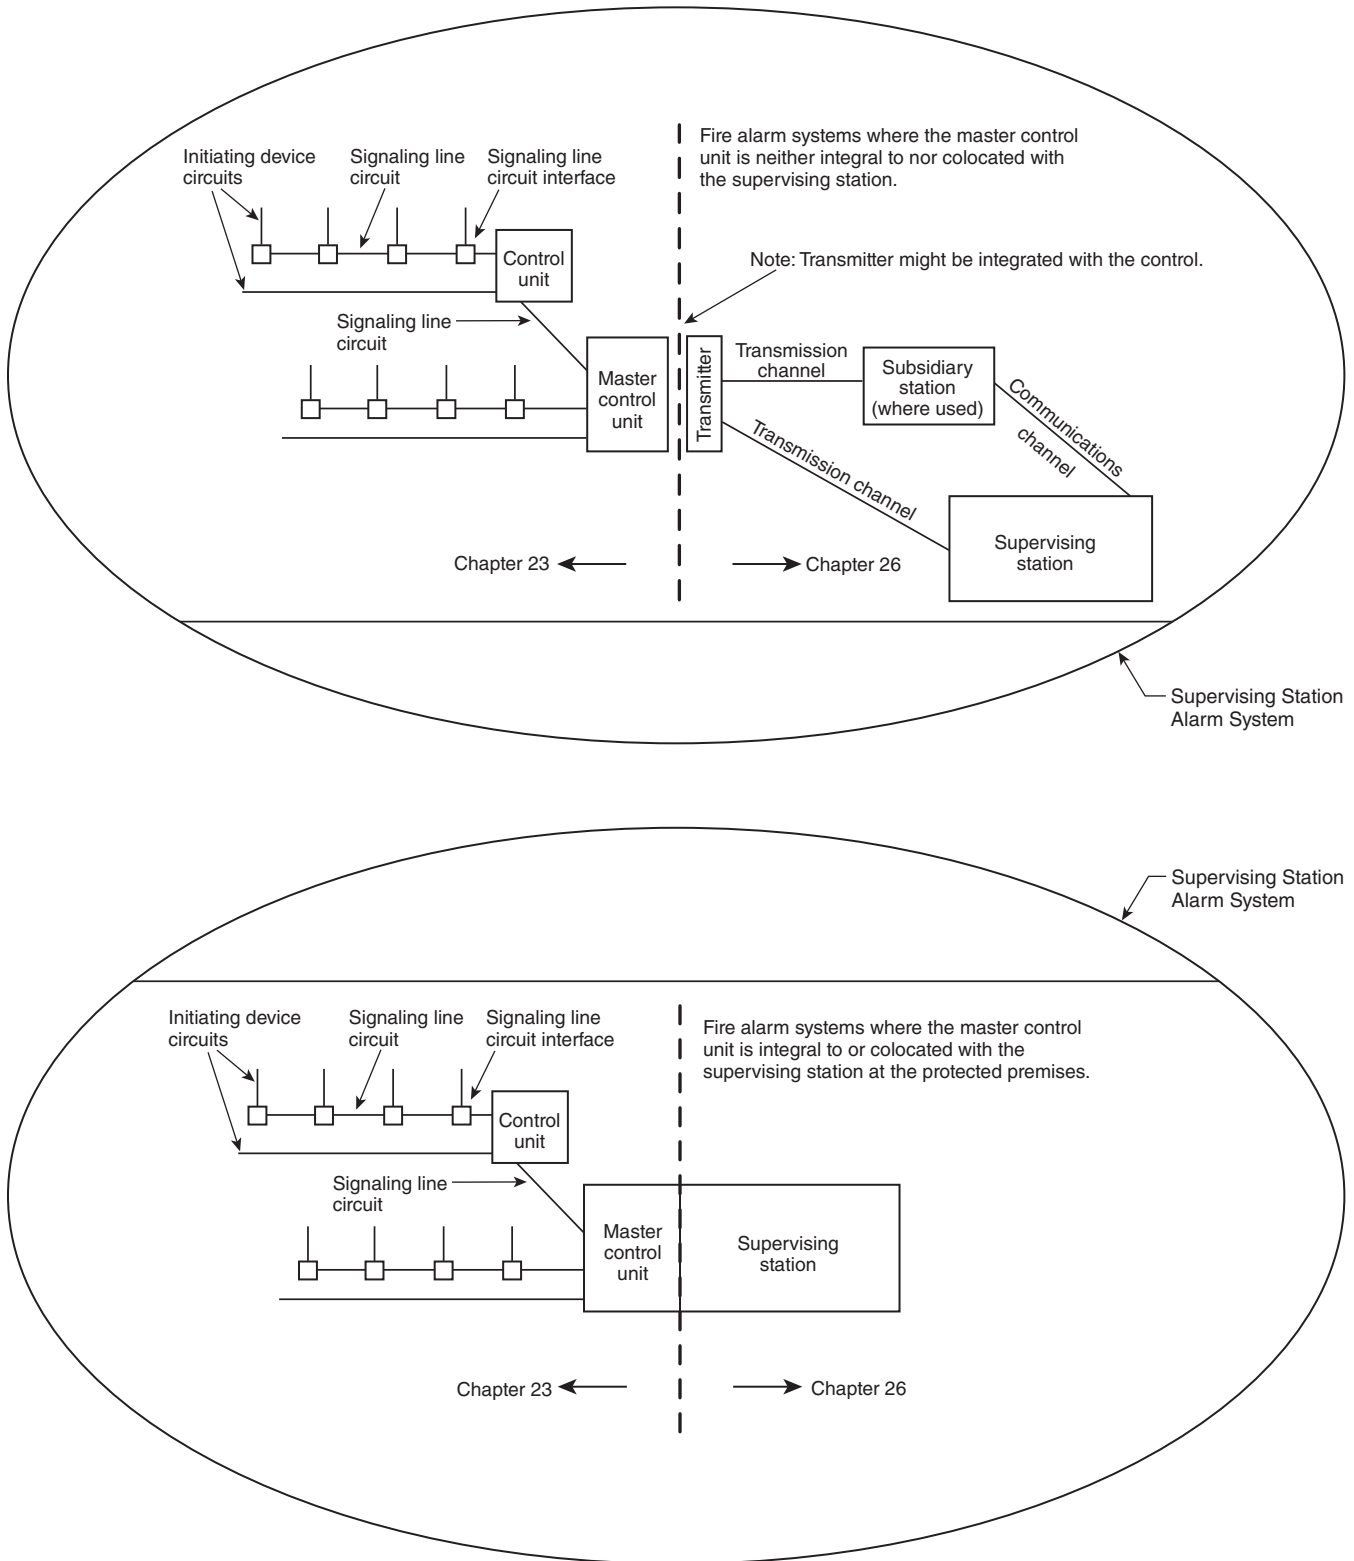 Fire alarm systems where the master control
unit is neither integral to nor colocated with
the supervising station.
Initiating device
circuits
Signaling line
circuit
Signaling line
circuit interface
Control
unit
Note: Transmitter might be integrated with the control.
Signaling line
circuit
Master
control
unit
Transmitter
Transmission
channel
Subsidiary
station
(where used)
Communications
channel
Transmission channel
Supervising
station
Chapter 23
Chapter 26
Supervising Station
Alarm System
Supervising Station
Alarm System
Initiating device
circuits
Signaling line
circuit
Signaling line
circuit interface
Fire alarm systems where the master control
unit is integral to or colocated with the
supervising station at the protected premises.
Control
unit
Signaling line
circuit
Master
control
unit
Supervising
station
Chapter 23
Chapter 26